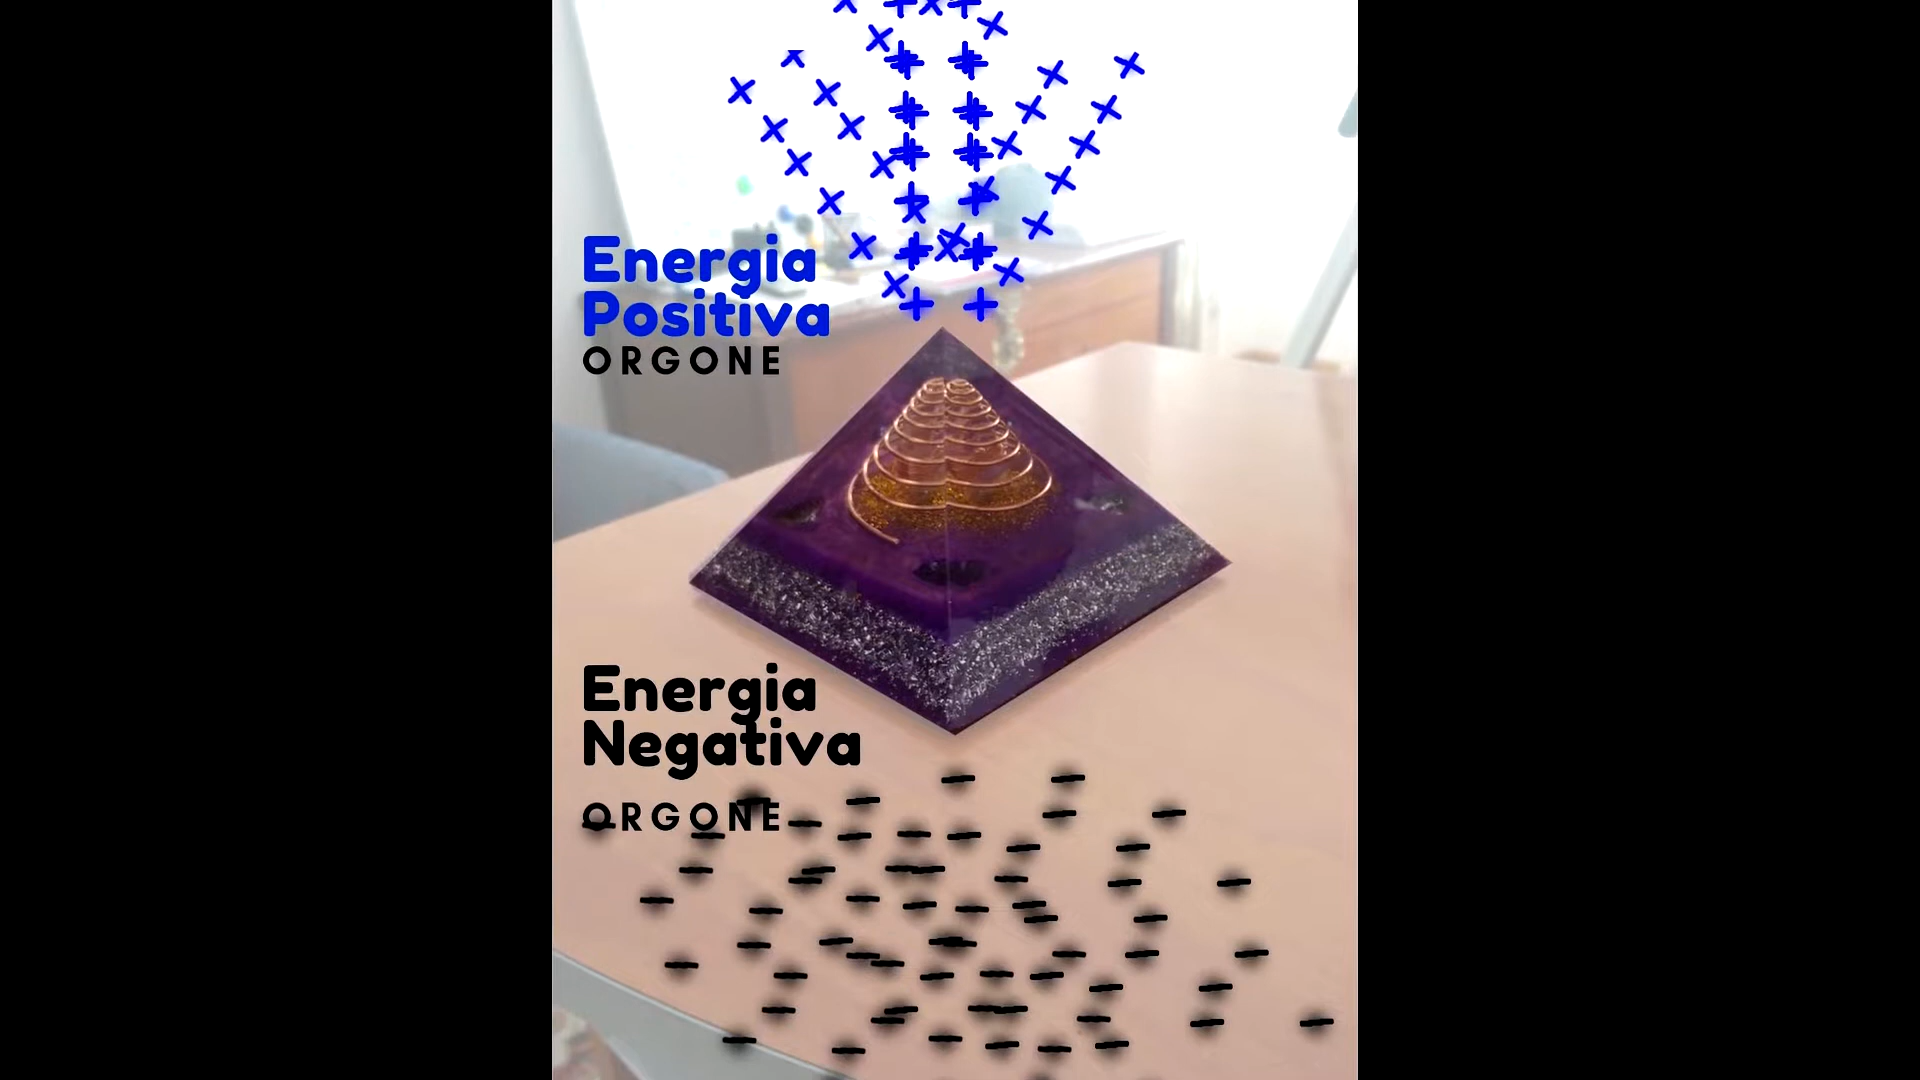 Energia
Positiva
ORGONE
Energia
Negativa
ORGONE